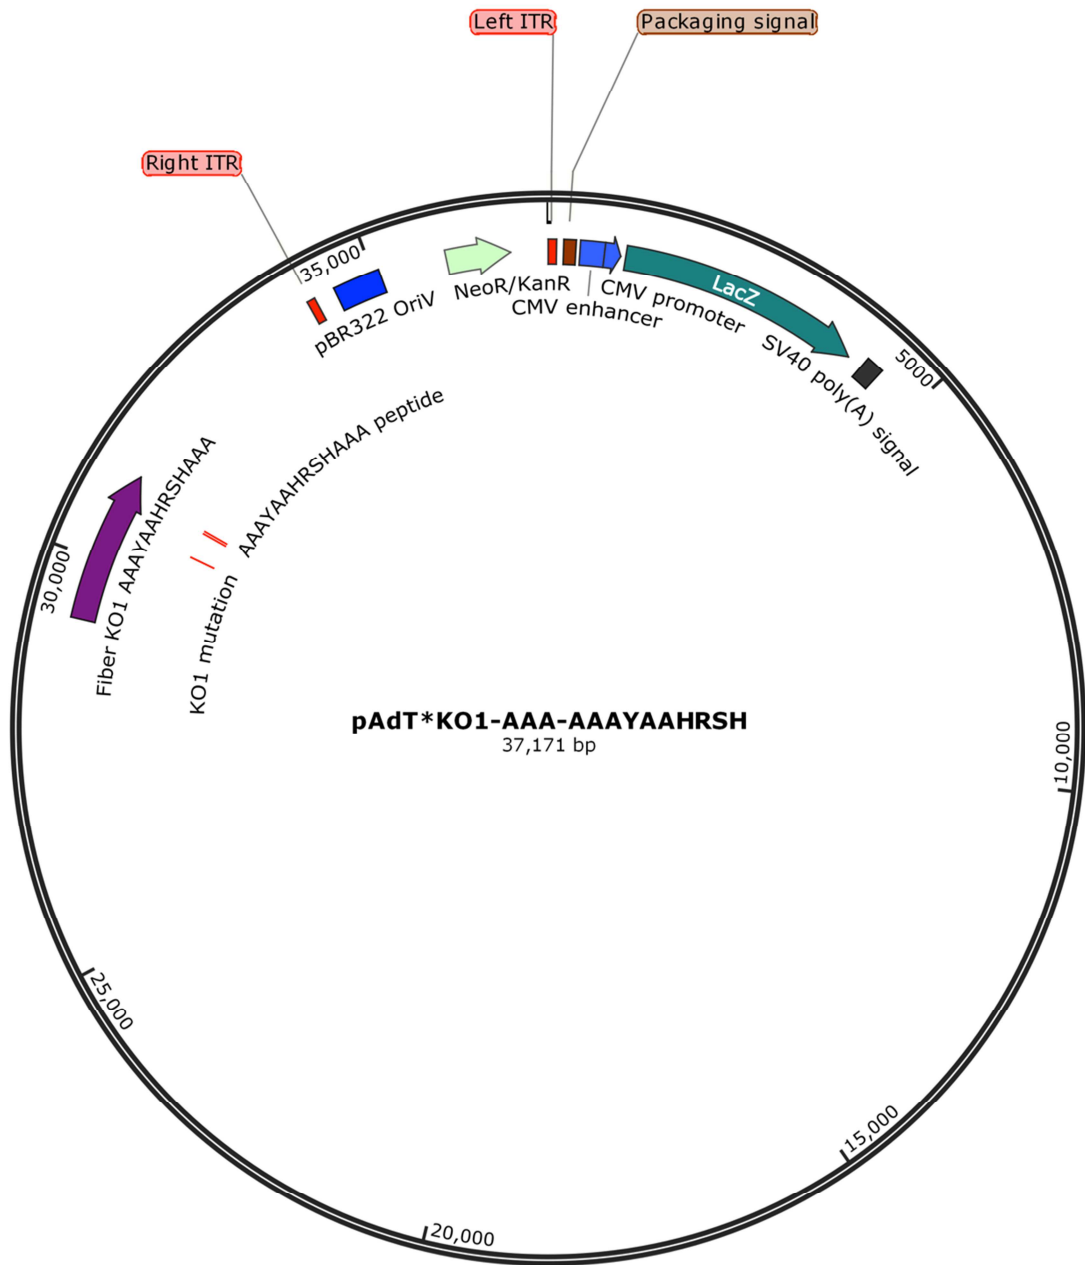 Left ITR
Packaging signal
Right ITR
35,000
pBR322 OriV
NeoR/KanR
CMV enhancer
CMV promoter
LacZ
SV40 poly(A) signal
5000
AAAYAAHRSHAAA peptide
Fiber KO1 AAAYAAHRSHAAA
30,000
KO1 mutation
pAdT*KO1-AAA-AAAYAAHRSH
37,171 bp
10,000
25,000
15,000
20,000